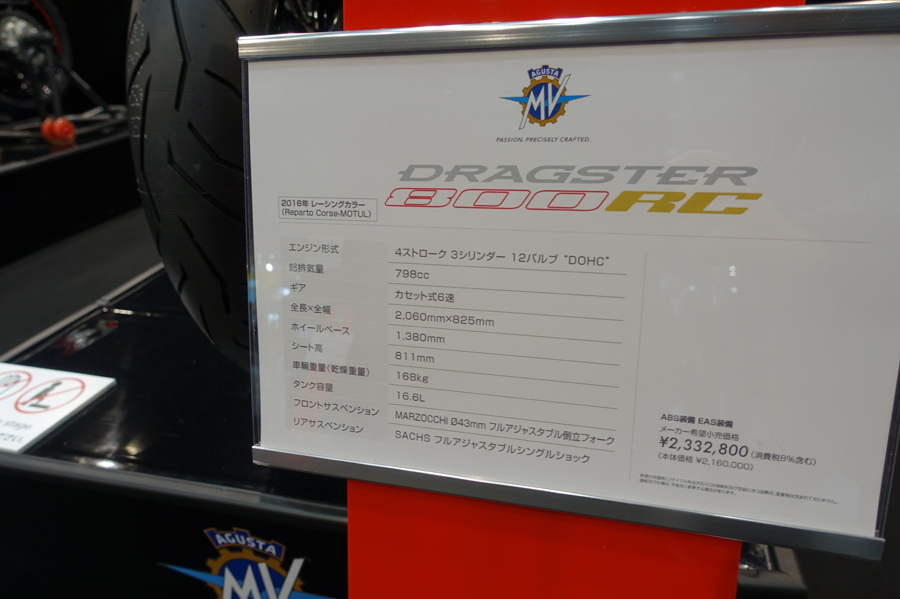 AGUSTA
MV
PASSION. PRECISELY CRAFTED.
DRAGSTER
800RC
2016年 レーシングカラー
(Reparto Corse-MOTUL)
エンジン形式 4ストローク 3シリンダー 12バルブ "DOHC"
総排気量 798cc
ギア カセット式6速
全長×全幅 2,060mm×825mm
ホイールベース 1,380mm
シート高 811mm
車輌重量(乾燥重量) 168kg
タンク容量 16.6L
フロントサスペンション MARZOCCHI Ø43mm フルアジャスタブル倒立フォーク
リアサスペンション SACHS フルアジャスタブルシングルショック
ABS装備 EAS装備
メーカー希望小売価格
¥2,332,800(消費税8%含む)
(本体価格 ¥2,160,000)
stage
AGUSTA
MV